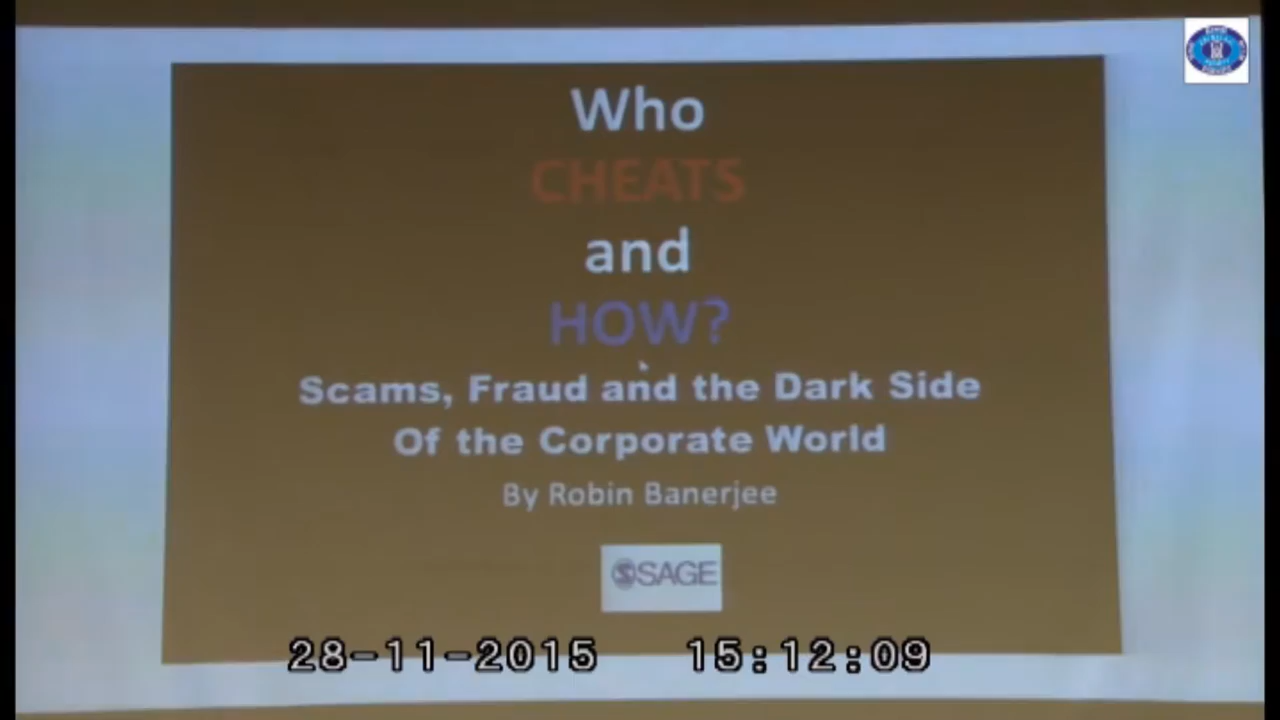 Who
CHEATS
and
HOW?
Scams, Fraud and the Dark Side
Of the Corporate World
By Robin Banerjee
SAGE
28-11-2015 15:12:09